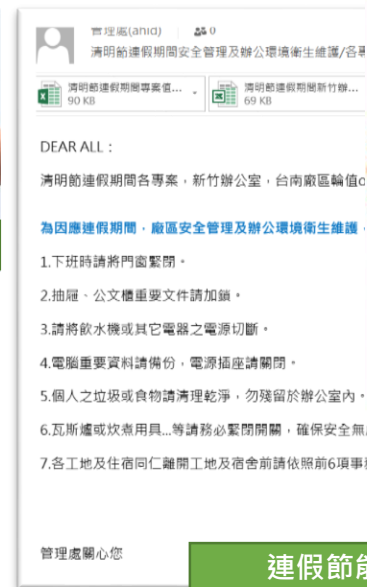 管理處(ahid) 0
清明節連假期間安全管理及辦公環境衛生維護/各專
清明節連假期間專案值...
90 KB
清明節連假期間新竹辦...
69 KB
DEAR ALL：
清明節連假期間各專案，新竹辦公室，台南廠區輪值
為因應連假期間，廠區安全管理及辦公環境衛生維護，
1.下班時請將門窗緊閉。
2.抽屜、公文櫃重要文件請加鎖。
3.請將飲水機或其它電器之電源切斷。
4.電腦重要資料請備份，電源插座請關閉。
5.個人之垃圾或食物請清理乾淨，勿殘留於辦公室內。
6.瓦斯爐或炊煮用具...等請務必緊閉開關，確保安全無
7.各工地及住宿同仁離開工地及宿舍前請依照前6項事
管理處關心您
連假節